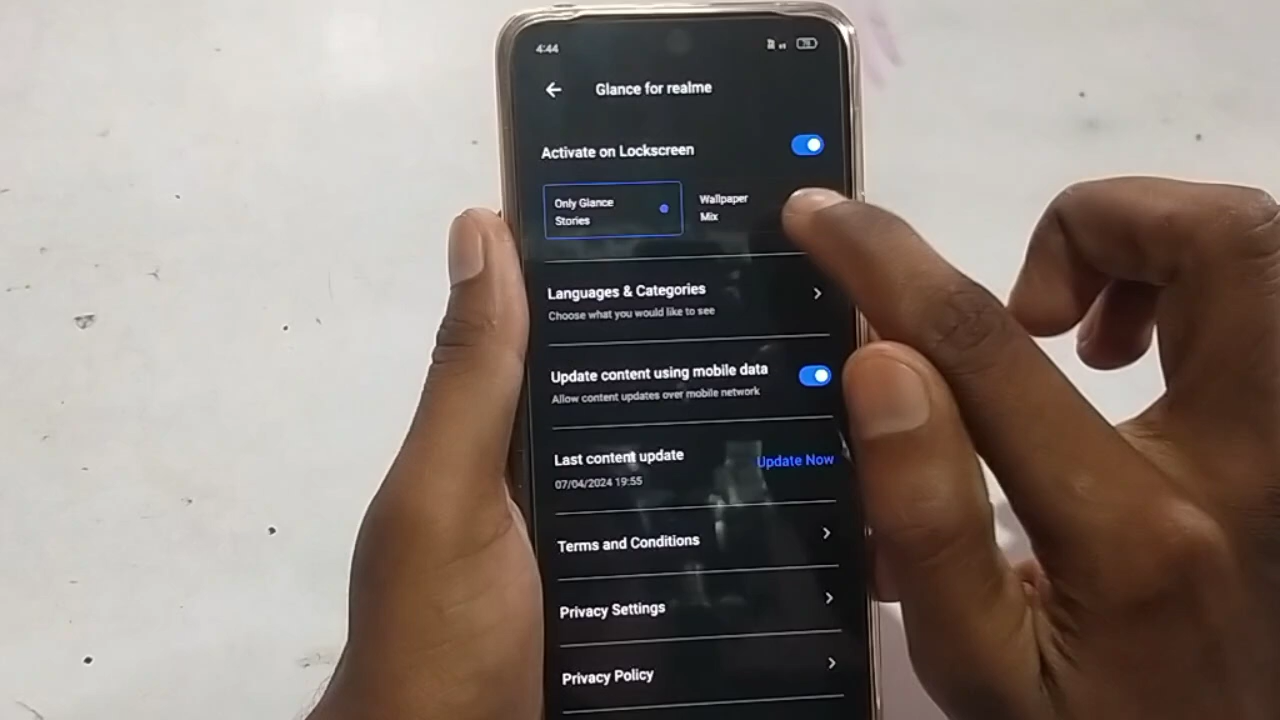 4:44
78
Glance for realme
Activate on Lockscreen
Only Glance
Stories
Wallpaper
Mix
Languages & Categories
Choose what you would like to see
Update content using mobile data
Allow content updates over mobile network
Last content update
Update Now
07/04/2024 19:55
Terms and Conditions
Privacy Settings
Privacy Policy